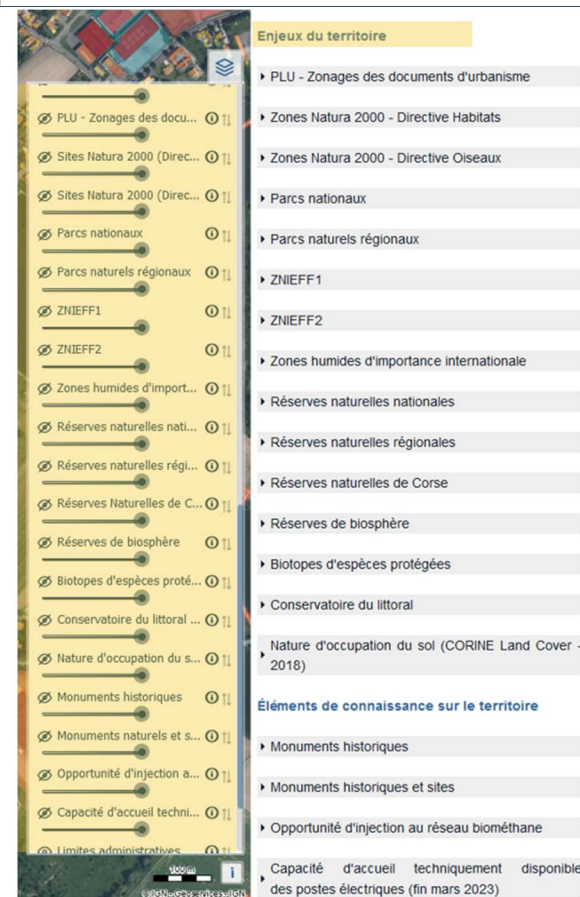 PLU - Zonages des docu...
Sites Natura 2000 (Direc...
Sites Natura 2000 (Direc...
Parcs nationaux
Parcs naturels régionaux
ZNIEFF1
ZNIEFF2
Zones humides d'import...
Réserves naturelles nati...
Réserves naturelles régi...
Réserves Naturelles de C...
Réserves de biosphère
Biotopes d'espèces proté...
Conservatoire du littoral ...
Nature d'occupation du s...
Monuments historiques
Monuments naturels et s...
Opportunité d'injection a...
Capacité d'accueil techni...
Limites administratives
100 m
©IGN - Géoservices-IGN
Enjeux du territoire
PLU - Zonages des documents d'urbanisme
Zones Natura 2000 - Directive Habitats
Zones Natura 2000 - Directive Oiseaux
Parcs nationaux
Parcs naturels régionaux
ZNIEFF1
ZNIEFF2
Zones humides d'importance internationale
Réserves naturelles nationales
Réserves naturelles régionales
Réserves naturelles de Corse
Réserves de biosphère
Biotopes d'espèces protégées
Conservatoire du littoral
Nature d'occupation du sol (CORINE Land Cover -
2018)
Éléments de connaissance sur le territoire
Monuments historiques
Monuments historiques et sites
Opportunité d'injection au réseau biométhane
Capacité d'accueil techniquement disponible
des postes électriques (fin mars 2023)